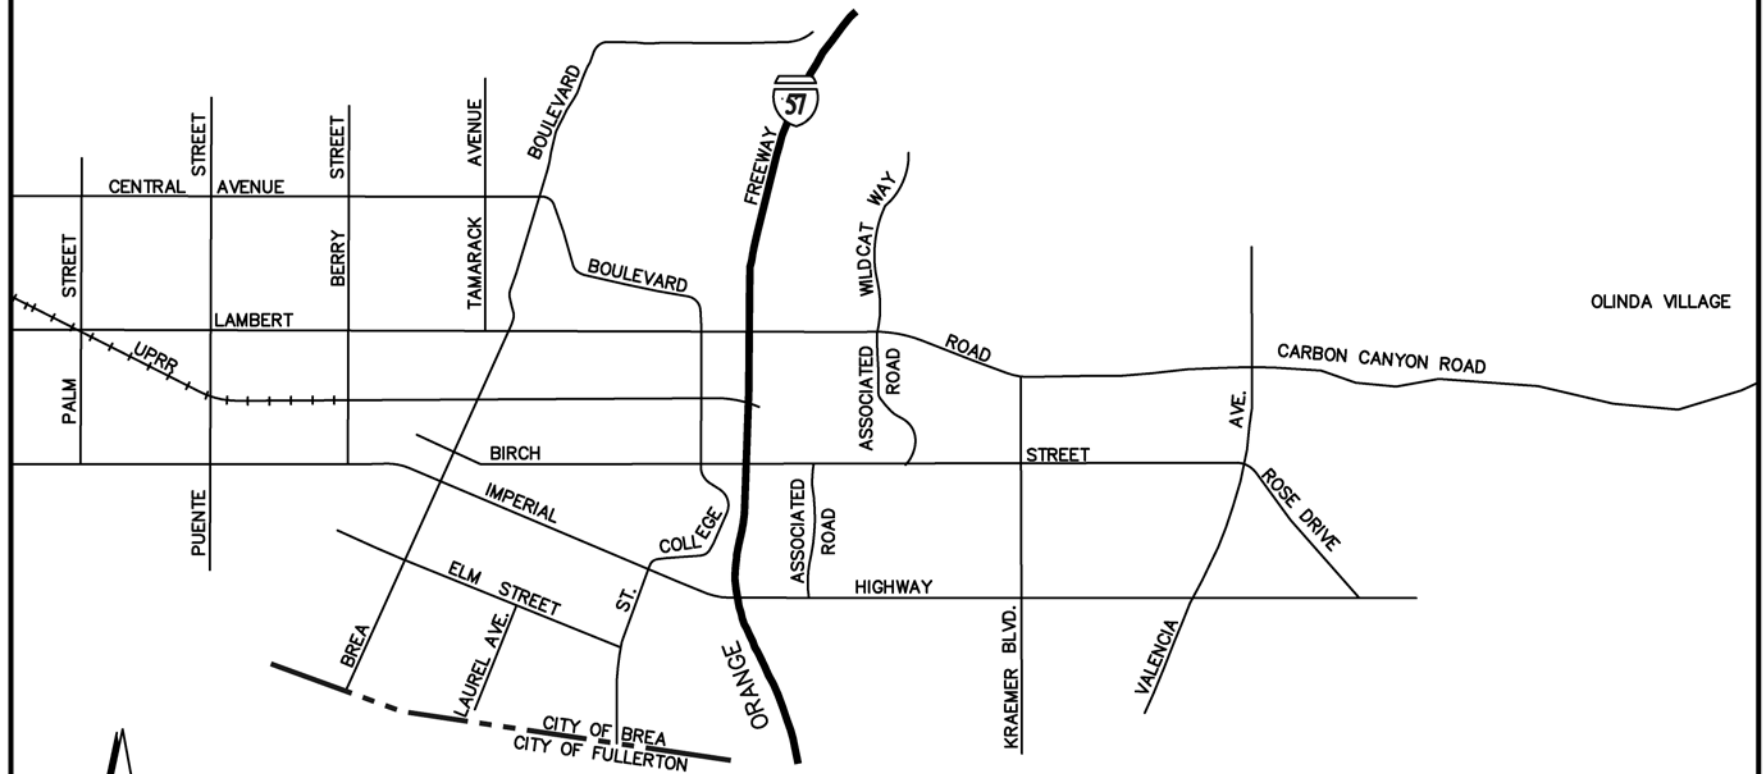 BOULEVARD
57
FREEWAY
STREET
STREET
AVENUE
CENTRAL AVENUE
WILDCAT WAY
STREET
BERRY
TAMARACK
BOULEVARD
OLINDA VILLAGE
LAMBERT
ROAD
UPRR
ASSOCIATED
ROAD
CARBON CANYON ROAD
PALM
AVE.
BIRCH
STREET
IMPERIAL
ROSE DRIVE
PUENTE
COLLEGE
ASSOCIATED
ROAD
ELM STREET
ST.
HIGHWAY
BREA
LAUREL AVE.
ORANGE
KRAEMER BLVD.
VALENCIA
CITY OF BREA
CITY OF FULLERTON